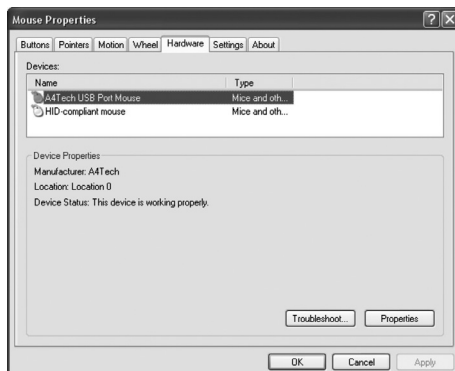 Mouse Properties
Buttons Pointers Motion Wheel Hardware Settings About
Devices:
Name Type
A4Tech USB Port Mouse Mice and oth...
HID-compliant mouse Mice and oth...
Device Properties
Manufacturer: A4Tech
Location: Location 0
Device Status: This device is working properly.
Troubleshoot... Properties
OK Cancel Apply